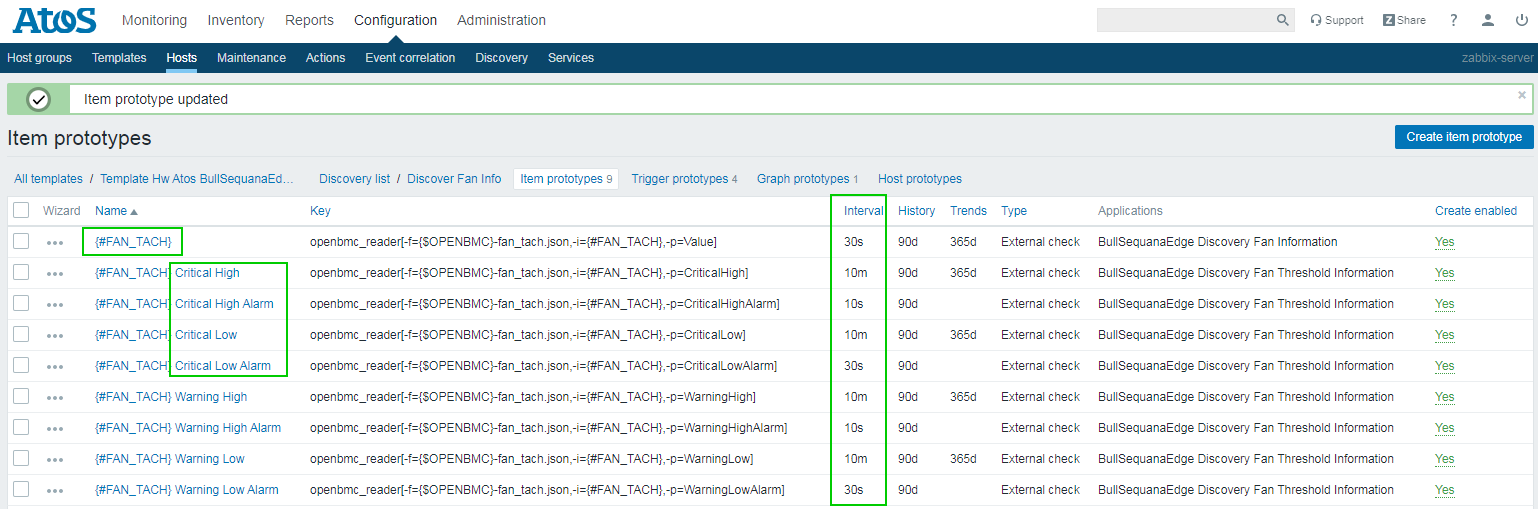 Atos Monitoring Inventory Reports Configuration Administration Support Z Share ?
Host groups Templates Hosts Maintenance Actions Event correlation Discovery Services zabbix-server
Item prototype updated ×
Item prototypes Create item prototype
All templates / Template Hw Atos BullSequanaEd... Discovery list / Discover Fan Info Item prototypes 9 Trigger prototypes 4 Graph prototypes 1 Host prototypes
Wizard Name Key Interval History Trends Type Applications Create enabled
{#FAN_TACH} openbmc_reader[-f={$OPENBMC}-fan_tach.json,-i={#FAN_TACH},-p=Value] 30s 90d 365d External check BullSequanaEdge Discovery Fan Information Yes
{#FAN_TACH} Critical High openbmc_reader[-f={$OPENBMC}-fan_tach.json,-i={#FAN_TACH},-p=CriticalHigh] 10m 90d 365d External check BullSequanaEdge Discovery Fan Threshold Information Yes
{#FAN_TACH} Critical High Alarm openbmc_reader[-f={$OPENBMC}-fan_tach.json,-i={#FAN_TACH},-p=CriticalHighAlarm] 10s 90d External check BullSequanaEdge Discovery Fan Threshold Information Yes
{#FAN_TACH} Critical Low openbmc_reader[-f={$OPENBMC}-fan_tach.json,-i={#FAN_TACH},-p=CriticalLow] 10m 90d 365d External check BullSequanaEdge Discovery Fan Threshold Information Yes
{#FAN_TACH} Critical Low Alarm openbmc_reader[-f={$OPENBMC}-fan_tach.json,-i={#FAN_TACH},-p=CriticalLowAlarm] 30s 90d External check BullSequanaEdge Discovery Fan Threshold Information Yes
{#FAN_TACH} Warning High openbmc_reader[-f={$OPENBMC}-fan_tach.json,-i={#FAN_TACH},-p=WarningHigh] 10m 90d 365d External check BullSequanaEdge Discovery Fan Threshold Information Yes
{#FAN_TACH} Warning High Alarm openbmc_reader[-f={$OPENBMC}-fan_tach.json,-i={#FAN_TACH},-p=WarningHighAlarm] 10s 90d External check BullSequanaEdge Discovery Fan Threshold Information Yes
{#FAN_TACH} Warning Low openbmc_reader[-f={$OPENBMC}-fan_tach.json,-i={#FAN_TACH},-p=WarningLow] 10m 90d 365d External check BullSequanaEdge Discovery Fan Threshold Information Yes
{#FAN_TACH} Warning Low Alarm openbmc_reader[-f={$OPENBMC}-fan_tach.json,-i={#FAN_TACH},-p=WarningLowAlarm] 30s 90d External check BullSequanaEdge Discovery Fan Threshold Information Yes